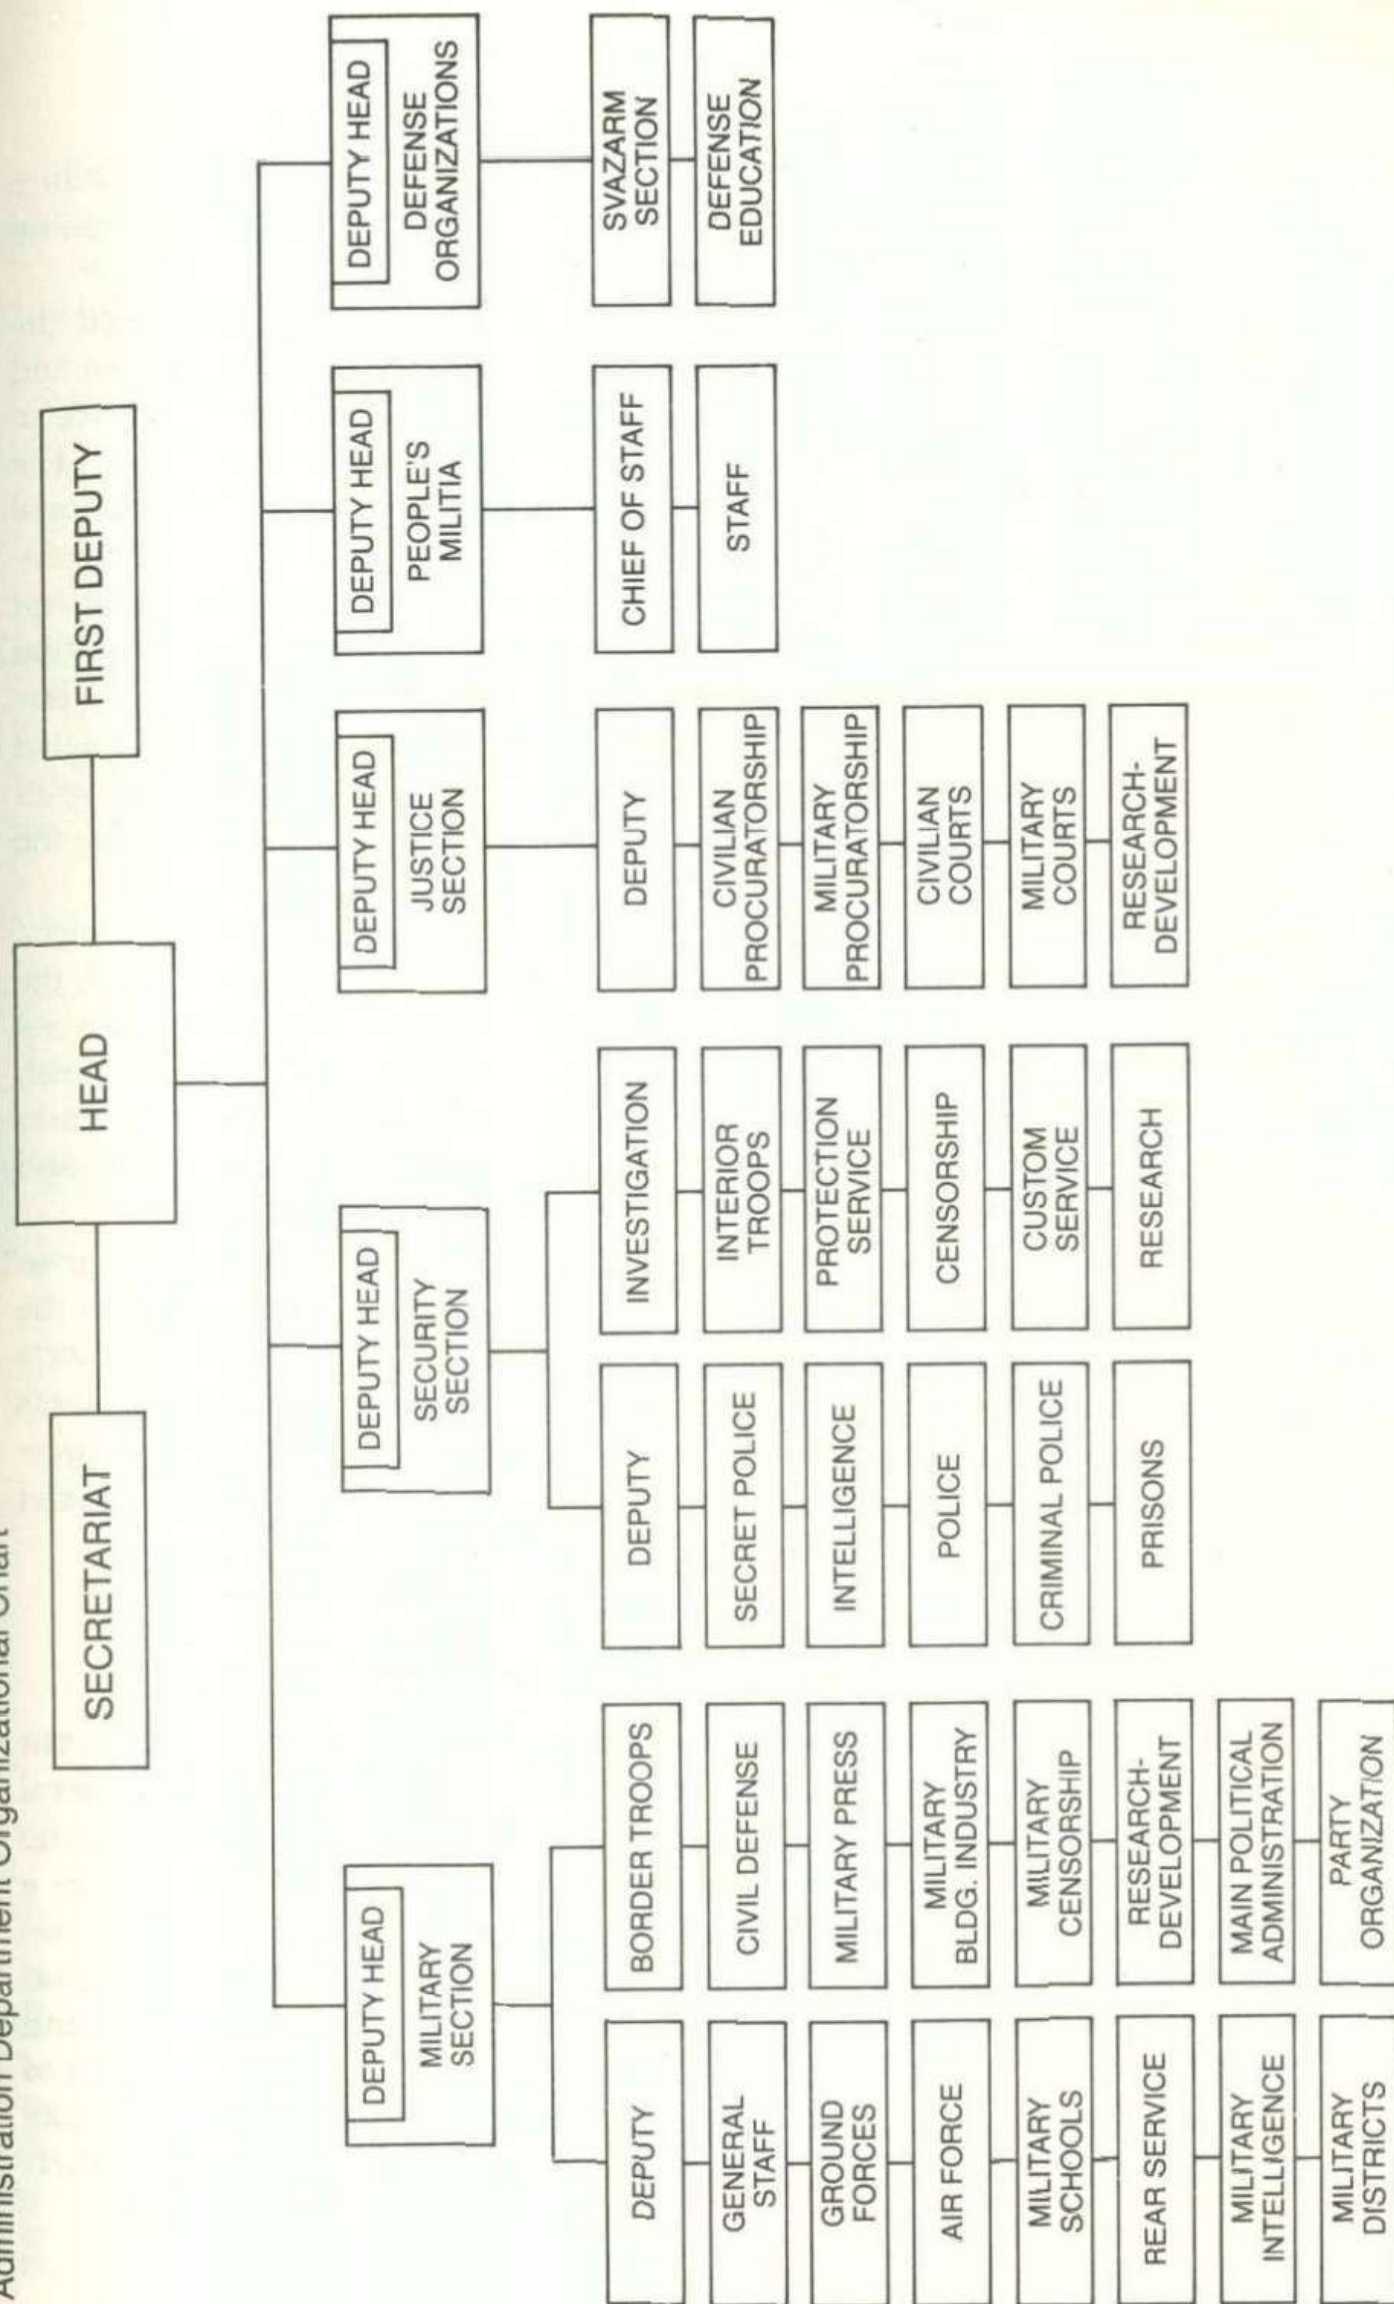 Administration Department Organizational Chart
SECRETARIAT
HEAD
FIRST DEPUTY
DEPUTY HEAD
MILITARY
SECTION
DEPUTY HEAD
SECURITY
SECTION
DEPUTY HEAD
JUSTICE
SECTION
DEPUTY HEAD
PEOPLE'S
MILITIA
DEPUTY HEAD
DEFENSE
ORGANIZATIONS
DEPUTY
GENERAL
STAFF
GROUND
FORCES
AIR FORCE
MILITARY
SCHOOLS
REAR SERVICE
MILITARY
INTELLIGENCE
MILITARY
DISTRICTS
BORDER TROOPS
CIVIL DEFENSE
MILITARY PRESS
MILITARY
BLDG. INDUSTRY
MILITARY
CENSORSHIP
RESEARCH-
DEVELOPMENT
MAIN POLITICAL
ADMINISTRATION
PARTY
ORGANIZATION
DEPUTY
SECRET POLICE
INTELLIGENCE
POLICE
CRIMINAL POLICE
PRISONS
INVESTIGATION
INTERIOR
TROOPS
PROTECTION
SERVICE
CENSORSHIP
CUSTOM
SERVICE
RESEARCH
DEPUTY
CIVILIAN
PROCURATORSHIP
MILITARY
PROCURATORSHIP
CIVILIAN
COURTS
MILITARY
COURTS
RESEARCH-
DEVELOPMENT
CHIEF OF STAFF
STAFF
SVAZARM
SECTION
DEFENSE
EDUCATION